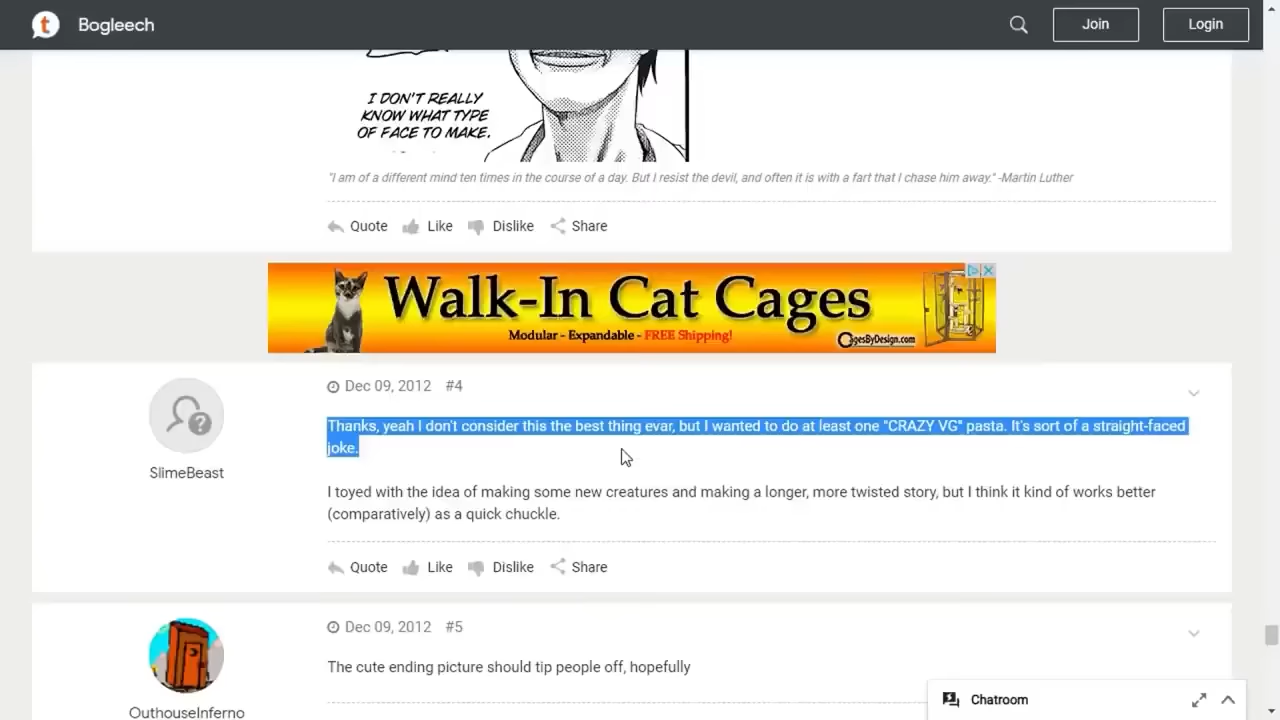 Bogleech
Join
Login
I DON'T REALLY
KNOW WHAT TYPE
OF FACE TO MAKE.
"I am of a different mind ten times in the course of a day. But I resist the devil, and often it is with a fart that I chase him away." -Martin Luther
Quote Like Dislike Share
Walk-In Cat Cages
Modular - Expandable - FREE Shipping!
CagesByDesign.com
Dec 09, 2012 #4
Thanks, yeah I don't consider this the best thing evar, but I wanted to do at least one "CRAZY VG" pasta. It's sort of a straight-faced
joke.
SlimeBeast
I toyed with the idea of making some new creatures and making a longer, more twisted story, but I think it kind of works better
(comparatively) as a quick chuckle.
Quote Like Dislike Share
Dec 09, 2012 #5
The cute ending picture should tip people off, hopefully
OuthouseInferno
Chatroom